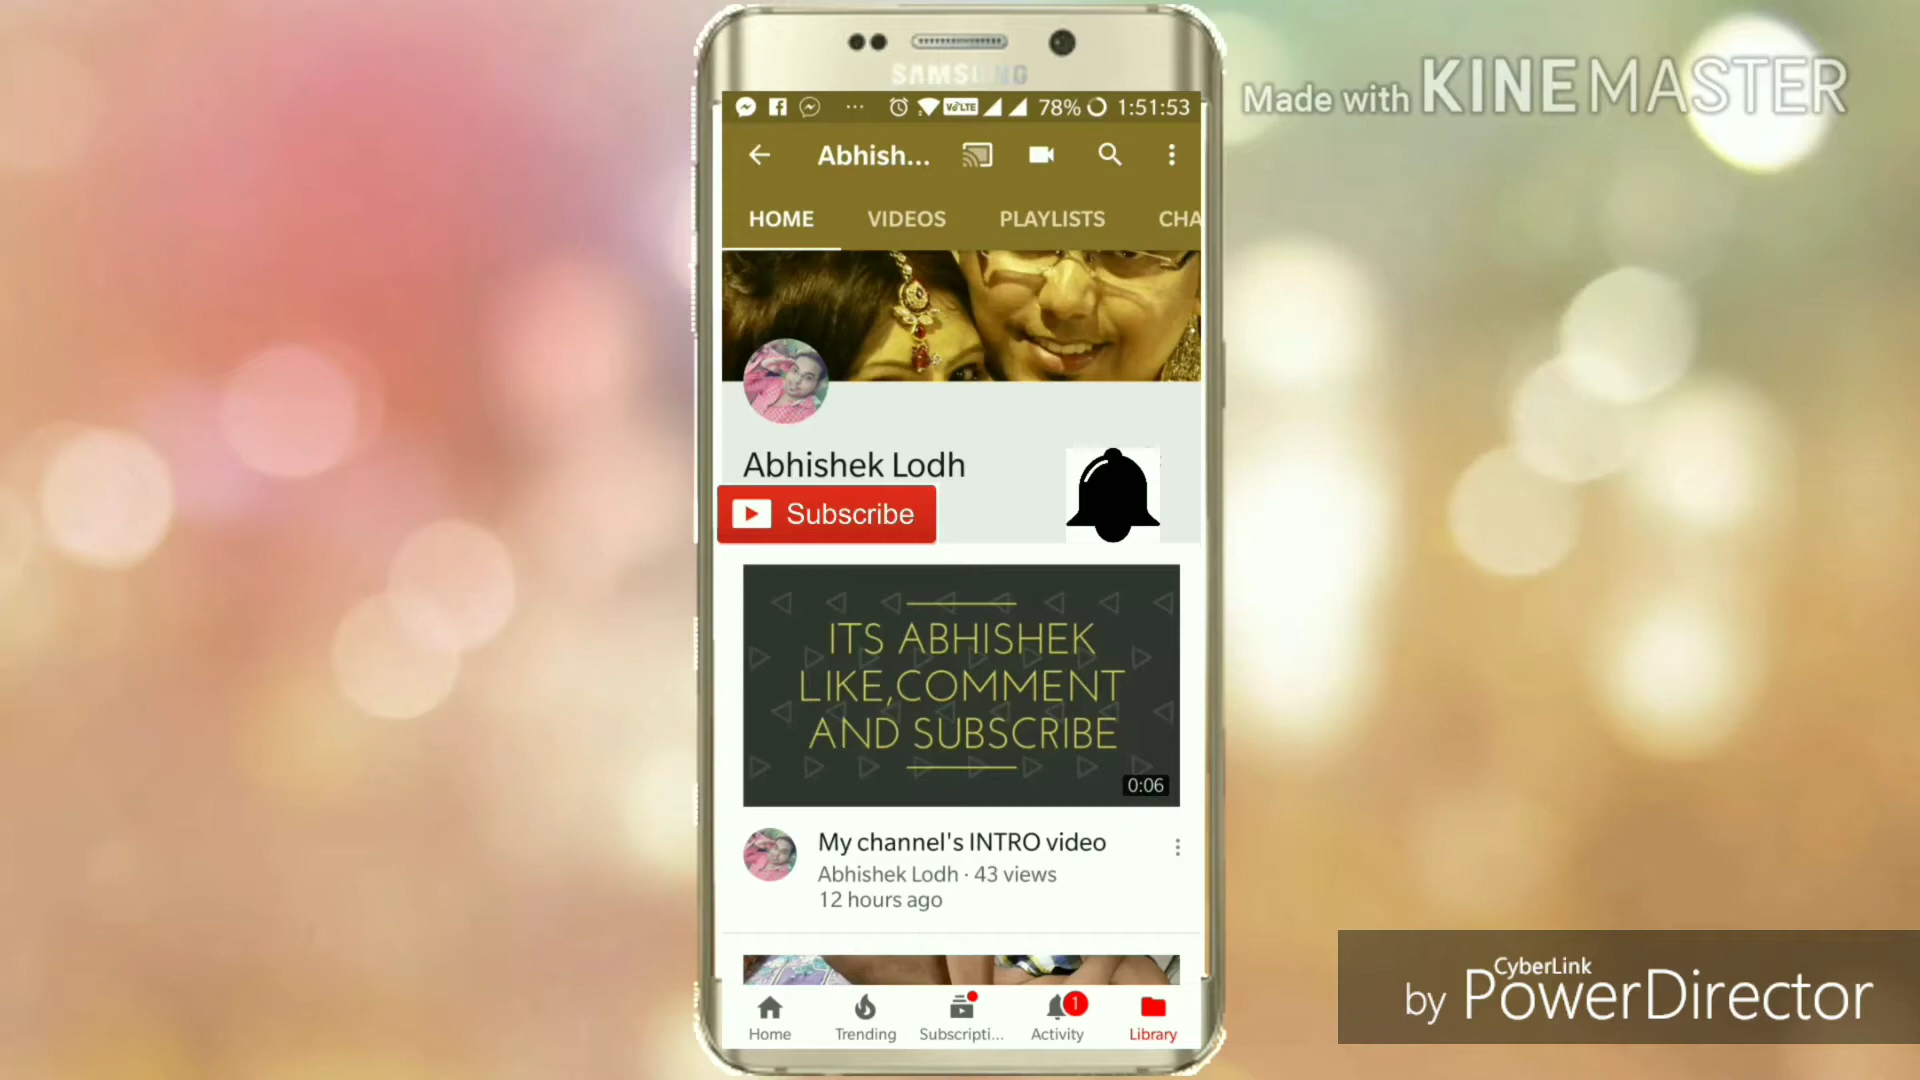 SAMSUNG
Made with KINEMASTER
VoLTE 78% 1:51:53
Abhish...
HOME VIDEOS PLAYLISTS CHA
Abhishek Lodh
Subscribe
ITS ABHISHEK
LIKE,COMMENT
AND SUBSCRIBE
0:06
My channel's INTRO video
Abhishek Lodh · 43 views
12 hours ago
Home Trending Subscripti... Activity 1 Library
CyberLink
by PowerDirector